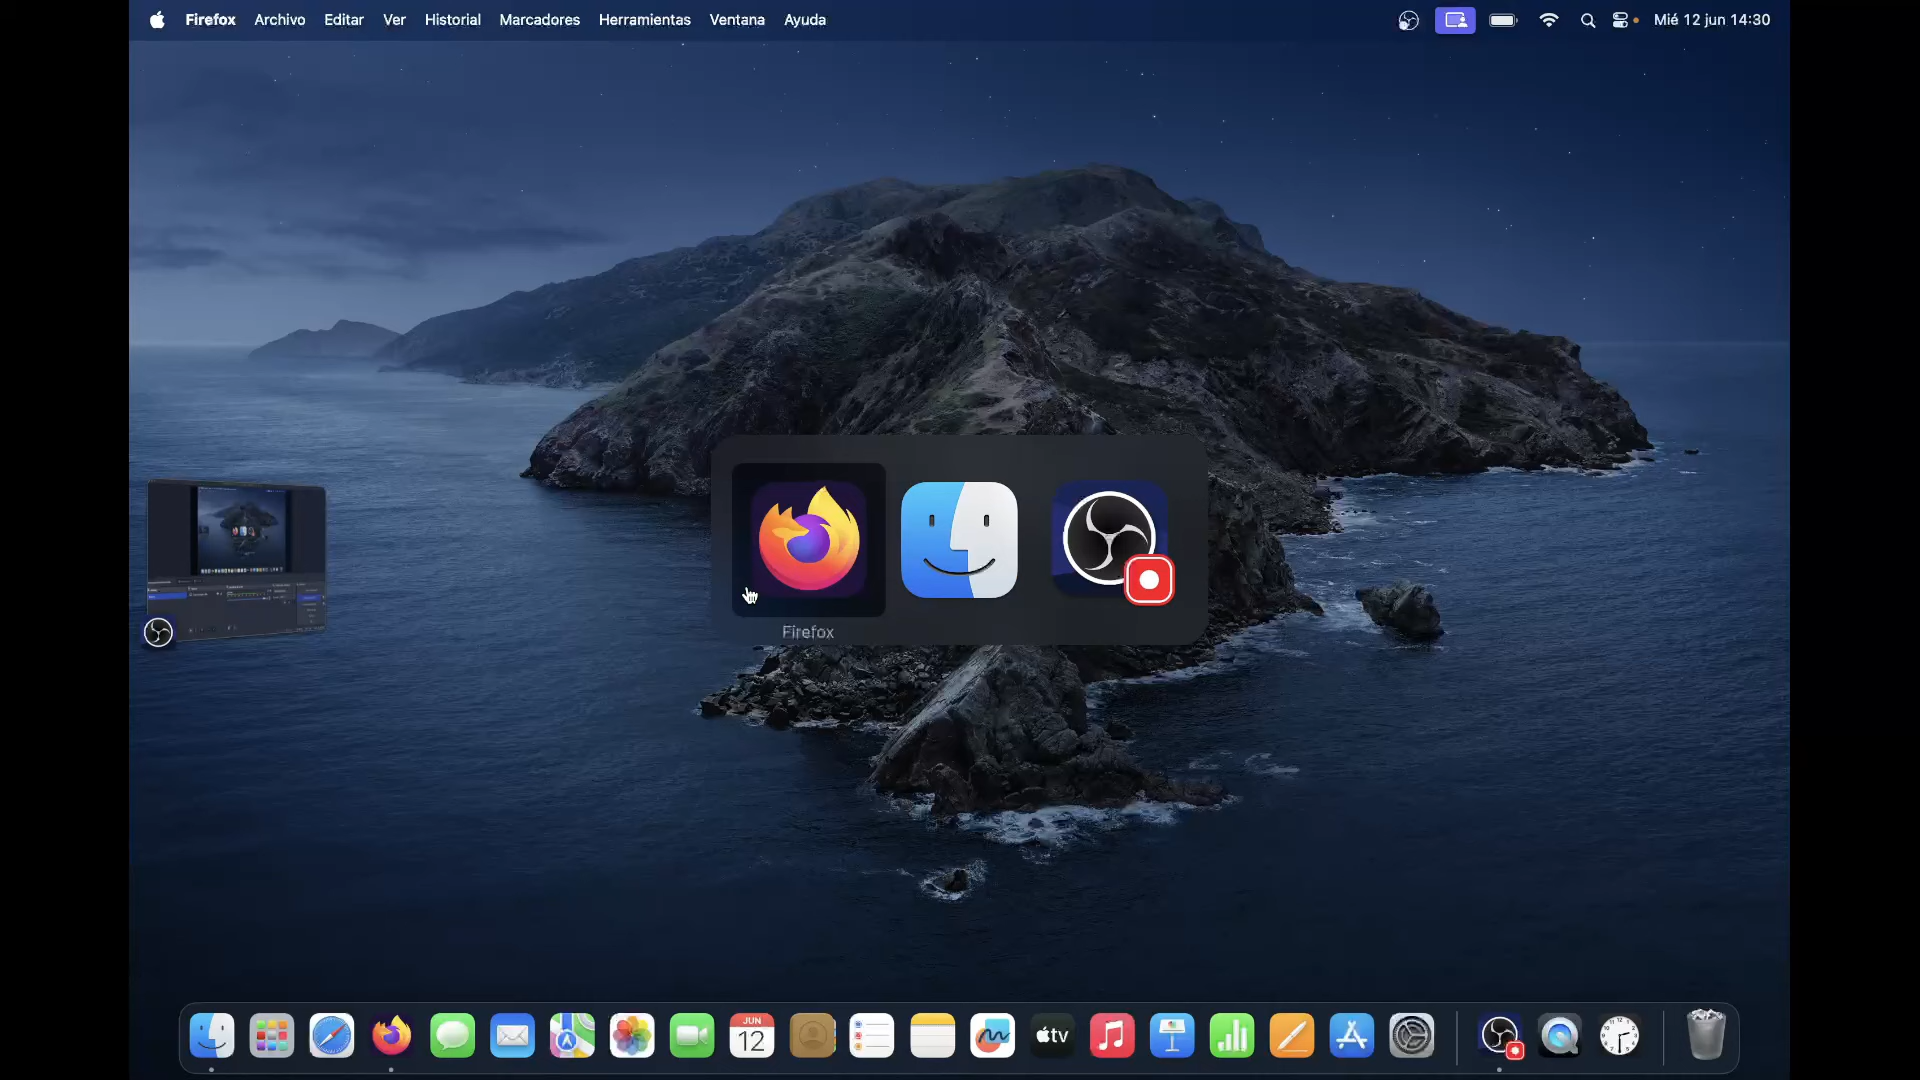 Firefox Archivo Editar Ver Historial Marcadores Herramientas Ventana Ayuda Mié 12 jun 14:30
Firefox
JUN
12
tv